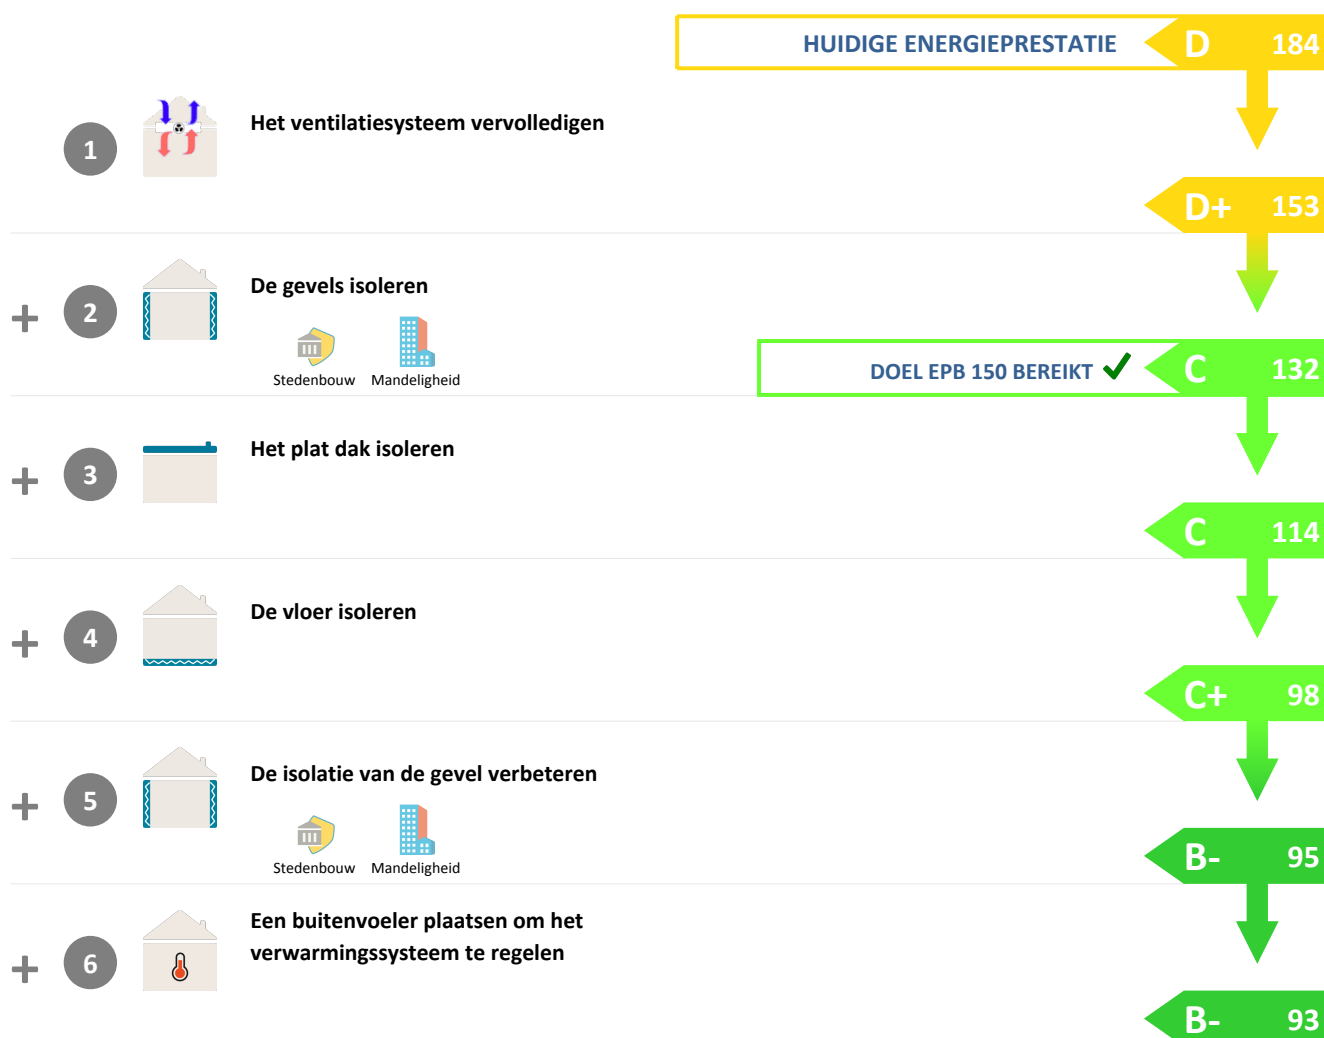 HUIDIGE ENERGIEPRESTATIE D 184
1 Het ventilatiesysteem vervolledigen
D+ 153
+ 2 De gevels isoleren
Stedenbouw Mandeligheid
DOEL EPB 150 BEREIKT C 132
+ 3 Het plat dak isoleren
C 114
+ 4 De vloer isoleren
C+ 98
+ 5 De isolatie van de gevel verbeteren
Stedenbouw Mandeligheid
B- 95
+ 6 Een buitenvoeler plaatsen om het
verwarmingssysteem te regelen
B- 93